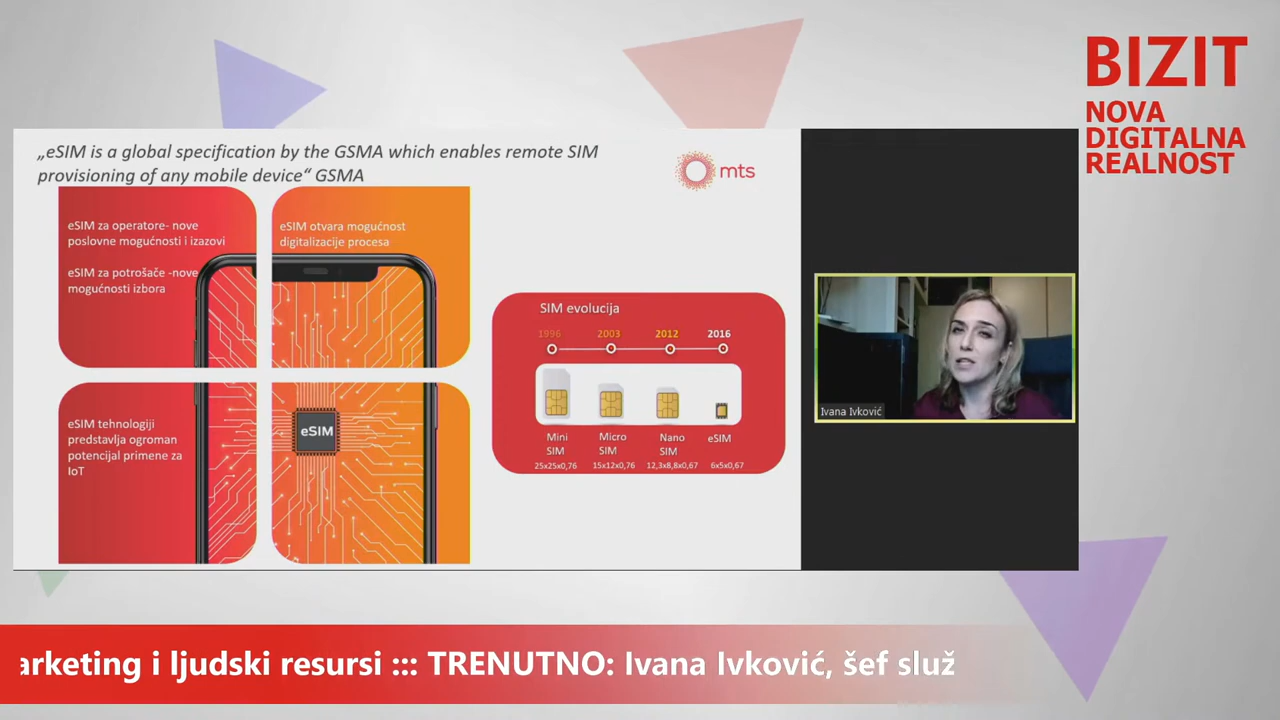 BIZIT
NOVA
DIGITALNA
REALNOST
„eSIM is a global specification by the GSMA which enables remote SIM
provisioning of any mobile device“ GSMA
mts
eSIM za operatore- nove
poslovne mogućnosti i izazovi
eSIM za potrošače -nove
mogućnosti izbora
eSIM otvara mogućnost
digitalizacije procesa
eSIM tehnologiji
predstavlja ogroman
potencijal primene za
IoT
eSIM
SIM evolucija
1996 2003 2012 2016
Mini Micro Nano eSIM
SIM SIM SIM
25x25x0,76 15x12x0,76 12,3x8,8x0,67 6x5x0,67
Ivana Ivković
arketing i ljudski resursi ::: TRENUTNO: Ivana Ivković, šef služ